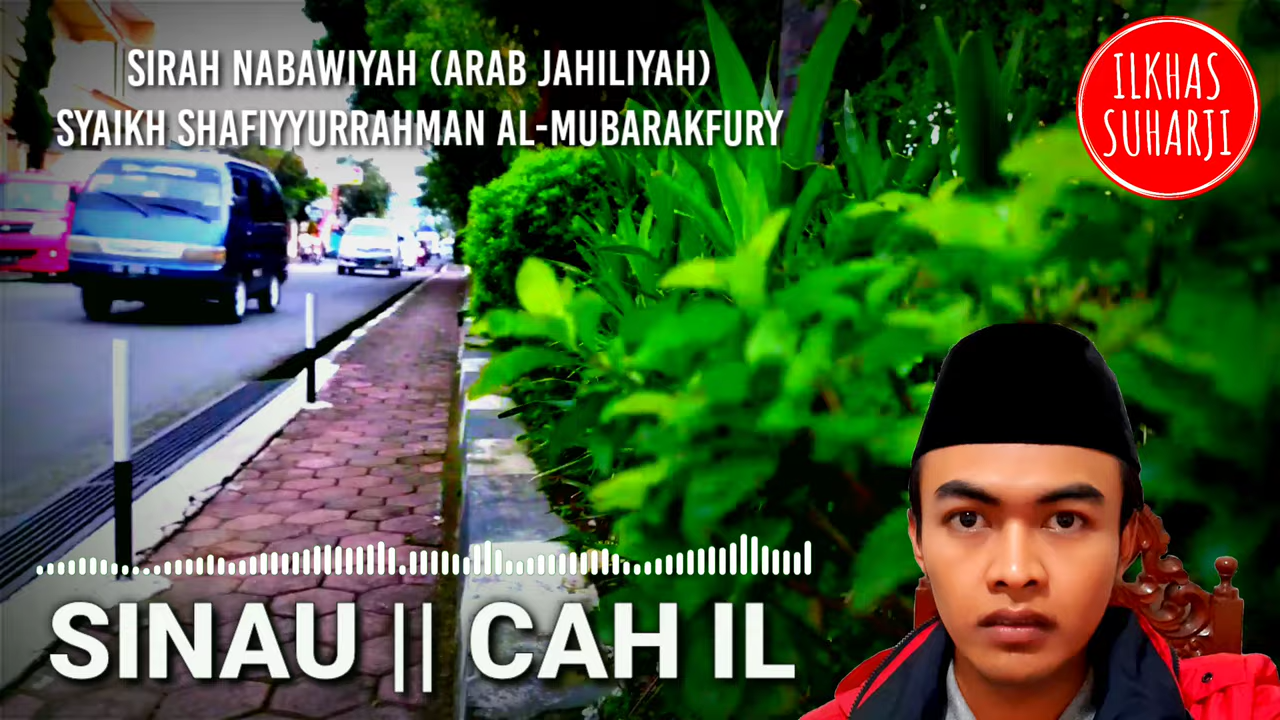 SIRAH NABAWIYAH (ARAB JAHILIYAH)
SYAIKH SHAFIYYURRAHMAN AL-MUBARAKFURY
ILKHAS
SUHARJI
SINAU || CAH IL